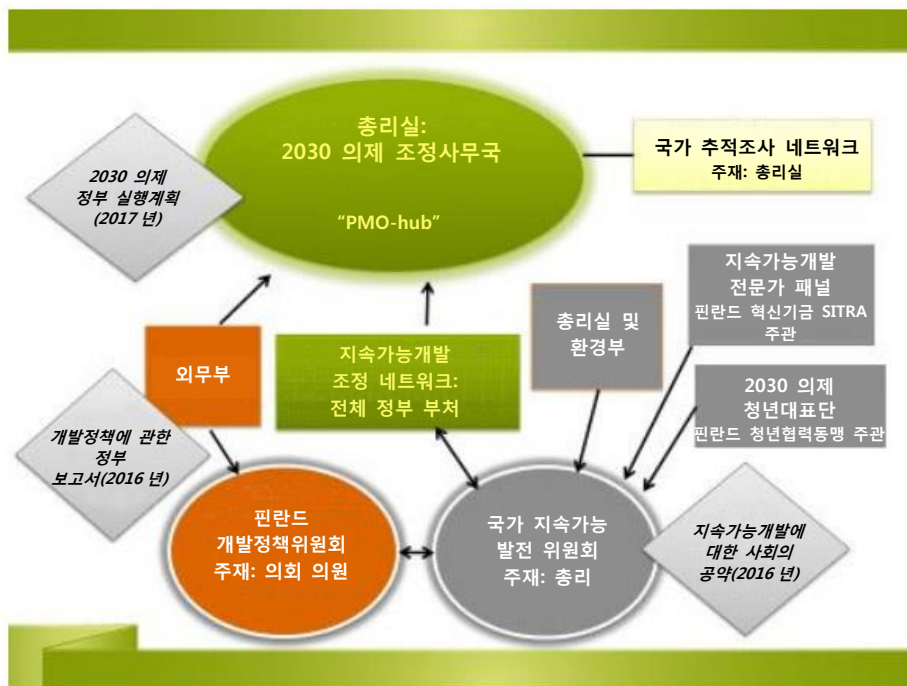 총리실:
2030 의제 조정사무국
“PMO-hub”
국가 추적조사 네트워크
주재: 총리실
2030 의제
정부 실행계획
(2017 년)
지속가능개발
전문가 패널
핀란드 혁신기금 SITRA
주관
총리실 및
환경부
외무부
지속가능개발
조정 네트워크:
전체 정부 부처
2030 의제
청년대표단
핀란드 청년협력동맹 주관
개발정책에 관한
정부
보고서(2016 년)
핀란드
개발정책위원회
주재: 의회 의원
국가 지속가능
발전 위원회
주재: 총리
지속가능개발에
대한 사회의
공약(2016 년)